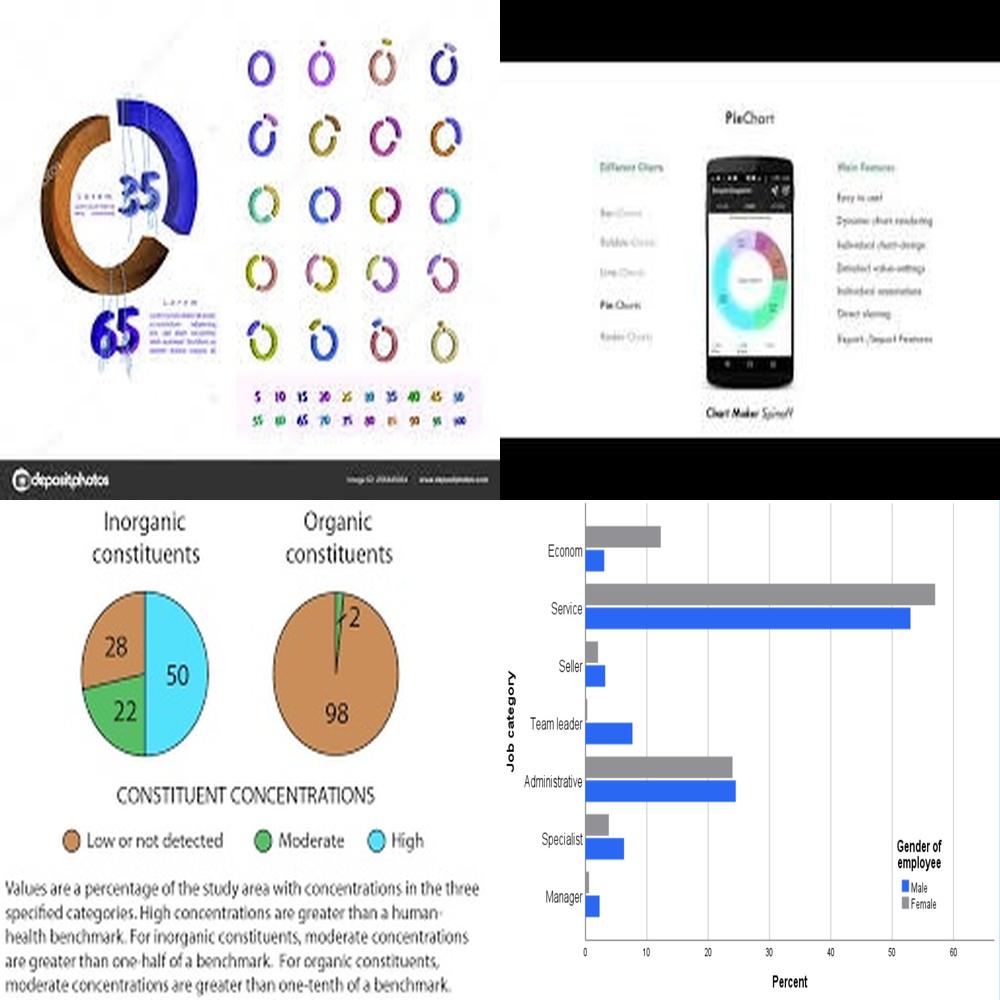 35
Lorem
65
Lorem
5 10 15 20 25 30 35 40 45 50
55 60 65 70 75 80 85 90 95 100
depositphotos
PieChart
Different Charts
Bar Charts
Bubble Charts
Line Charts
Pie Charts
Radar Charts
Main Features
Easy to use!
Dynamic chart rendering
Individual chart-design
Detailed value-settings
Individual annotations
Direct sharing
Export-/Import Features
Chart Maker Spinoff
Inorganic
constituents
Organic
constituents
28
50
22
2
98
CONSTITUENT CONCENTRATIONS
Low or not detected
Moderate
High
Values are a percentage of the study area with concentrations in the three
specified categories. High concentrations are greater than a human-
health benchmark. For inorganic constituents, moderate concentrations
are greater than one-half of a benchmark. For organic constituents,
moderate concentrations are greater than one-tenth of a benchmark.
Job category
Econom
Service
Seller
Team leader
Administrative
Specialist
Manager
Gender of
employee
Male
Female
0 10 20 30 40 50 60
Percent